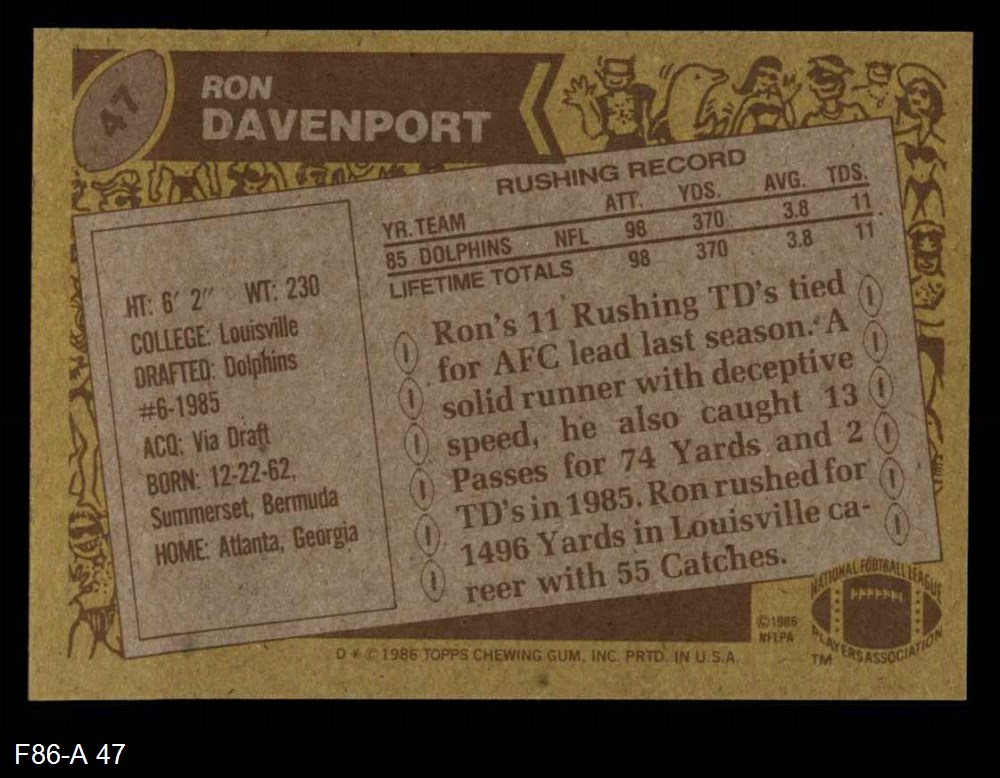 47
RON
DAVENPORT
RUSHING RECORD
YR. TEAM ATT. YDS. AVG. TDS.
85 DOLPHINS NFL 98 370 3.8 11
LIFETIME TOTALS 98 370 3.8 11
HT: 6' 2" WT: 230
COLLEGE: Louisville
DRAFTED: Dolphins
#6-1985
ACQ: Via Draft
BORN: 12-22-62,
Summerset, Bermuda
HOME: Atlanta, Georgia
Ron's 11 Rushing TD's tied
for AFC lead last season. A
solid runner with deceptive
speed, he also caught 13
Passes for 74 Yards and 2
TD's in 1985. Ron rushed for
1496 Yards in Louisville ca-
reer with 55 Catches.
©1986
NFLPA
NATIONAL FOOTBALL LEAGUE
PLAYERS ASSOCIATION
TM
D * © 1986 TOPPS CHEWING GUM, INC. PRTD. IN U.S.A.
F86-A 47